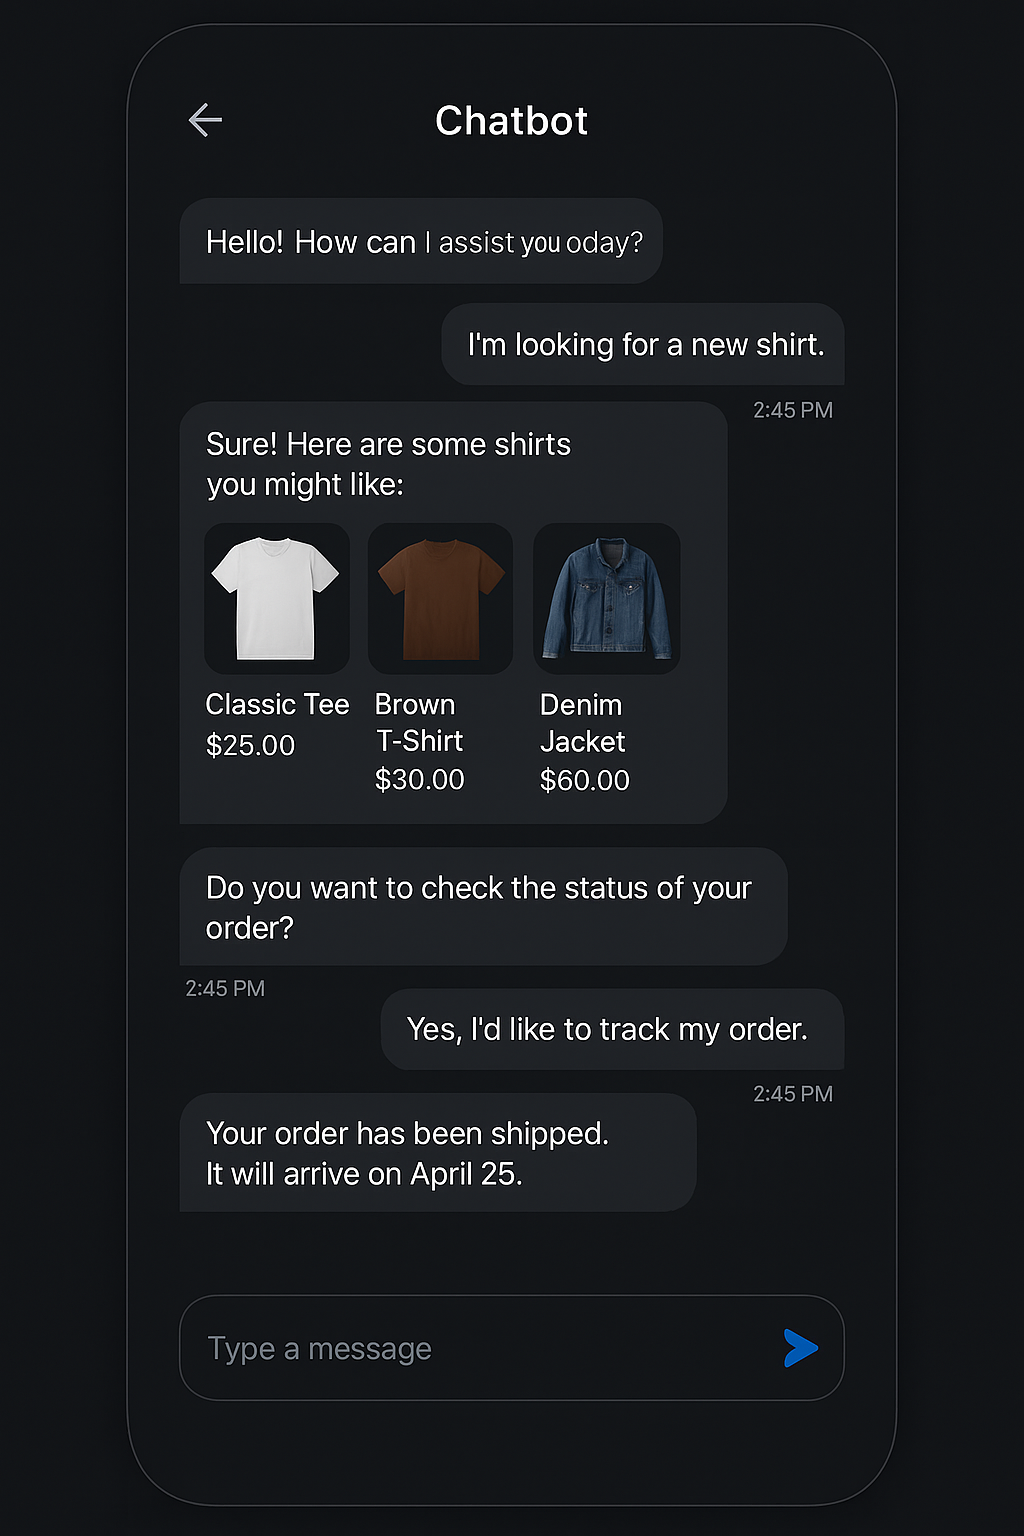 Chatbot
Hello! How can I assist you oday?
I'm looking for a new shirt.
2:45 PM
Sure! Here are some shirts
you might like:
Classic Tee
$25.00
Brown
T-Shirt
$30.00
Denim
Jacket
$60.00
Do you want to check the status of your
order?
2:45 PM
Yes, I'd like to track my order.
2:45 PM
Your order has been shipped.
It will arrive on April 25.
Type a message